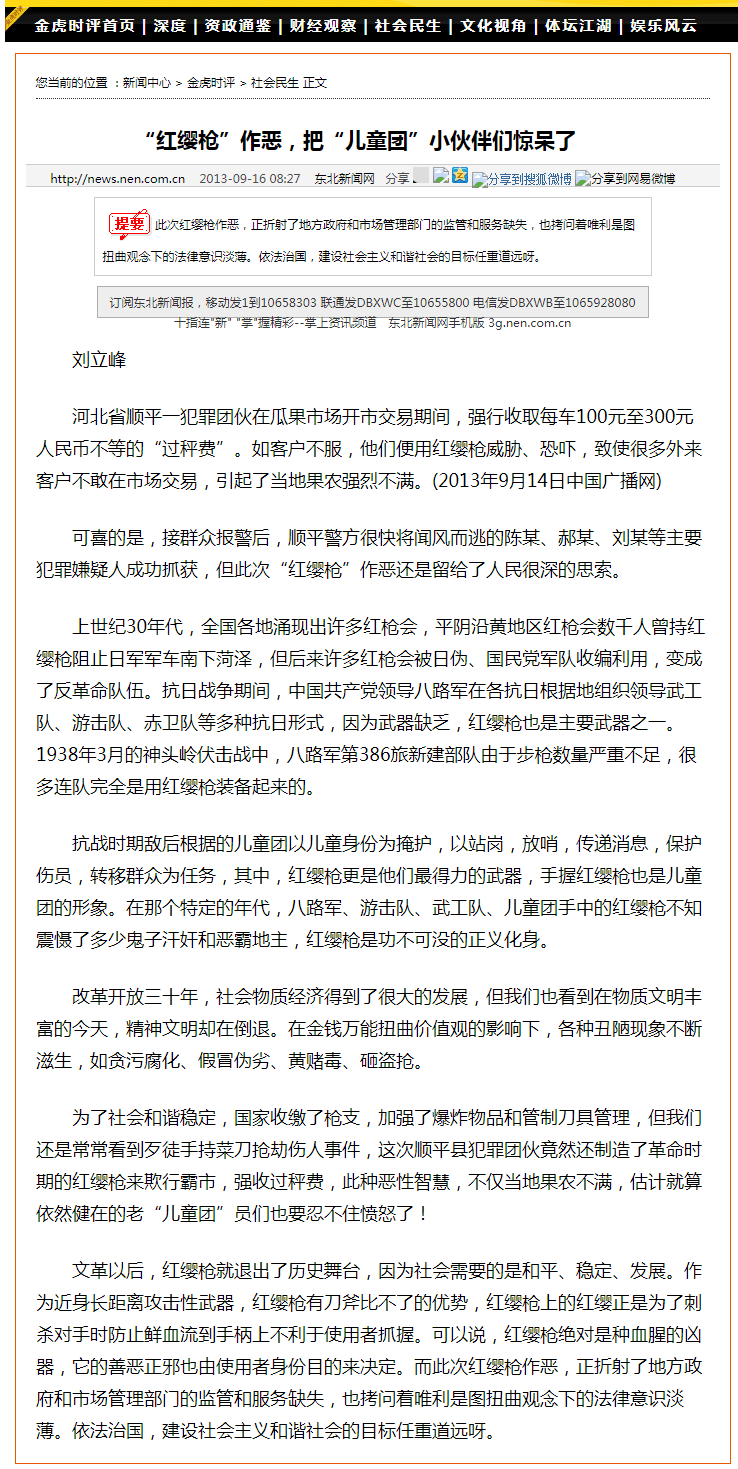 金虎时评首页 | 深度 | 资政通鉴 | 财经观察 | 社会民生 | 文化视角 | 体坛江湖 | 娱乐风云
您当前的位置 ：新闻中心 > 金虎时评 > 社会民生 正文
“红缨枪”作恶，把“儿童团”小伙伴们惊呆了
http://news.nen.com.cn 2013-09-16 08:27 东北新闻网 分享 分享到搜狐微博 分享到网易微博
提要 此次红缨枪作恶，正折射了地方政府和市场管理部门的监管和服务缺失，也拷问着唯利是图
扭曲观念下的法律意识淡薄。依法治国，建设社会主义和谐社会的目标任重道远呀。
订阅东北新闻报，移动发1到10658303 联通发DBXWC至10655800 电信发DBXWB至1065928080
十指连"新" "掌"握精彩--掌上资讯频道 东北新闻网手机版 3g.nen.com.cn
刘立峰
河北省顺平一犯罪团伙在瓜果市场开市交易期间，强行收取每车100元至300元
人民币不等的“过秤费”。如客户不服，他们便用红缨枪威胁、恐吓，致使很多外来
客户不敢在市场交易，引起了当地果农强烈不满。(2013年9月14日中国广播网)
可喜的是，接群众报警后，顺平警方很快将闻风而逃的陈某、郝某、刘某等主要
犯罪嫌疑人成功抓获，但此次“红缨枪”作恶还是留给了人民很深的思索。
上世纪30年代，全国各地涌现出许多红枪会，平阴沿黄地区红枪会数千人曾持红
缨枪阻止日军军车南下菏泽，但后来许多红枪会被日伪、国民党军队收编利用，变成
了反革命队伍。抗日战争期间，中国共产党领导八路军在各抗日根据地组织领导武工
队、游击队、赤卫队等多种抗日形式，因为武器缺乏，红缨枪也是主要武器之一。
1938年3月的神头岭伏击战中，八路军第386旅新建部队由于步枪数量严重不足，很
多连队完全是用红缨枪装备起来的。
抗战时期敌后根据的儿童团以儿童身份为掩护，以站岗，放哨，传递消息，保护
伤员，转移群众为任务，其中，红缨枪更是他们最得力的武器，手握红缨枪也是儿童
团的形象。在那个特定的年代，八路军、游击队、武工队、儿童团手中的红缨枪不知
震慑了多少鬼子汗奸和恶霸地主，红缨枪是功不可没的正义化身。
改革开放三十年，社会物质经济得到了很大的发展，但我们也看到在物质文明丰
富的今天，精神文明却在倒退。在金钱万能扭曲价值观的影响下，各种丑陋现象不断
滋生，如贪污腐化、假冒伪劣、黄赌毒、砸盗抢。
为了社会和谐稳定，国家收缴了枪支，加强了爆炸物品和管制刀具管理，但我们
还是常常看到歹徒手持菜刀抢劫伤人事件，这次顺平县犯罪团伙竟然还制造了革命时
期的红缨枪来欺行霸市，强收过秤费，此种恶性智慧，不仅当地果农不满，估计就算
依然健在的老“儿童团”员们也要忍不住愤怒了！
文革以后，红缨枪就退出了历史舞台，因为社会需要的是和平、稳定、发展。作
为近身长距离攻击性武器，红缨枪有刀斧比不了的优势，红缨枪上的红缨正是为了刺
杀对手时防止鲜血流到手柄上不利于使用者抓握。可以说，红缨枪绝对是种血腥的凶
器，它的善恶正邪也由使用者身份目的来决定。而此次红缨枪作恶，正折射了地方政
府和市场管理部门的监管和服务缺失，也拷问着唯利是图扭曲观念下的法律意识淡
薄。依法治国，建设社会主义和谐社会的目标任重道远呀。